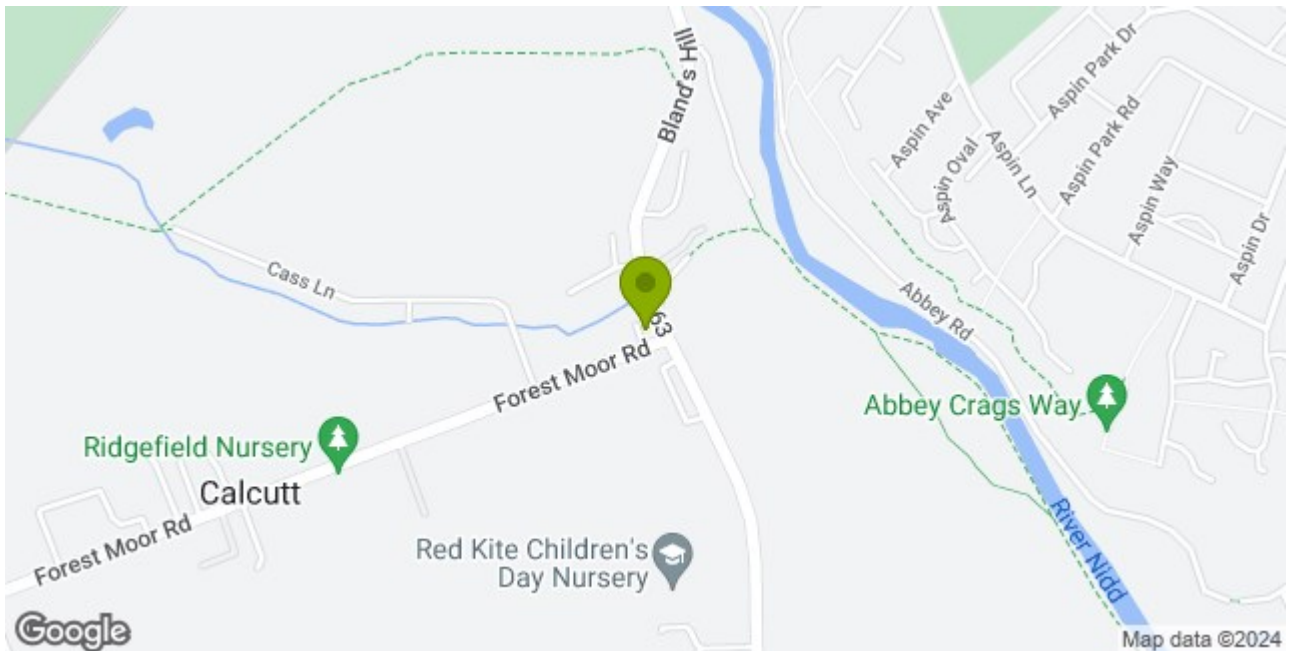 Bland's Hill
Aspin Park Dr
Aspin Ave
Aspin Park Rd
Aspin Oval
Aspin Ln
Aspin Way
Aspin Dr
Cass Ln
63
Abbey Rd
Forest Moor Rd
Abbey Crags Way
Ridgefield Nursery
Calcutt
River Nidd
Forest Moor Rd
Red Kite Children's
Day Nursery
Google
Map data ©2024